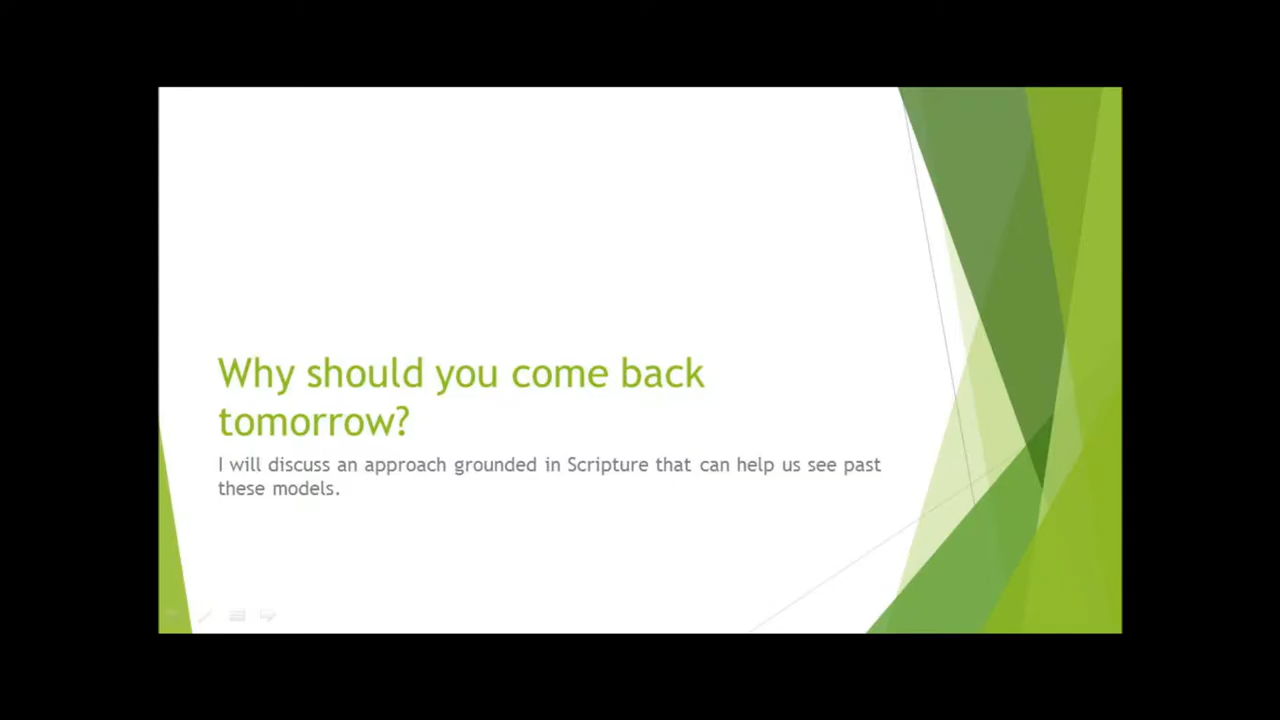 Why should you come back
tomorrow?
I will discuss an approach grounded in Scripture that can help us see past
these models.